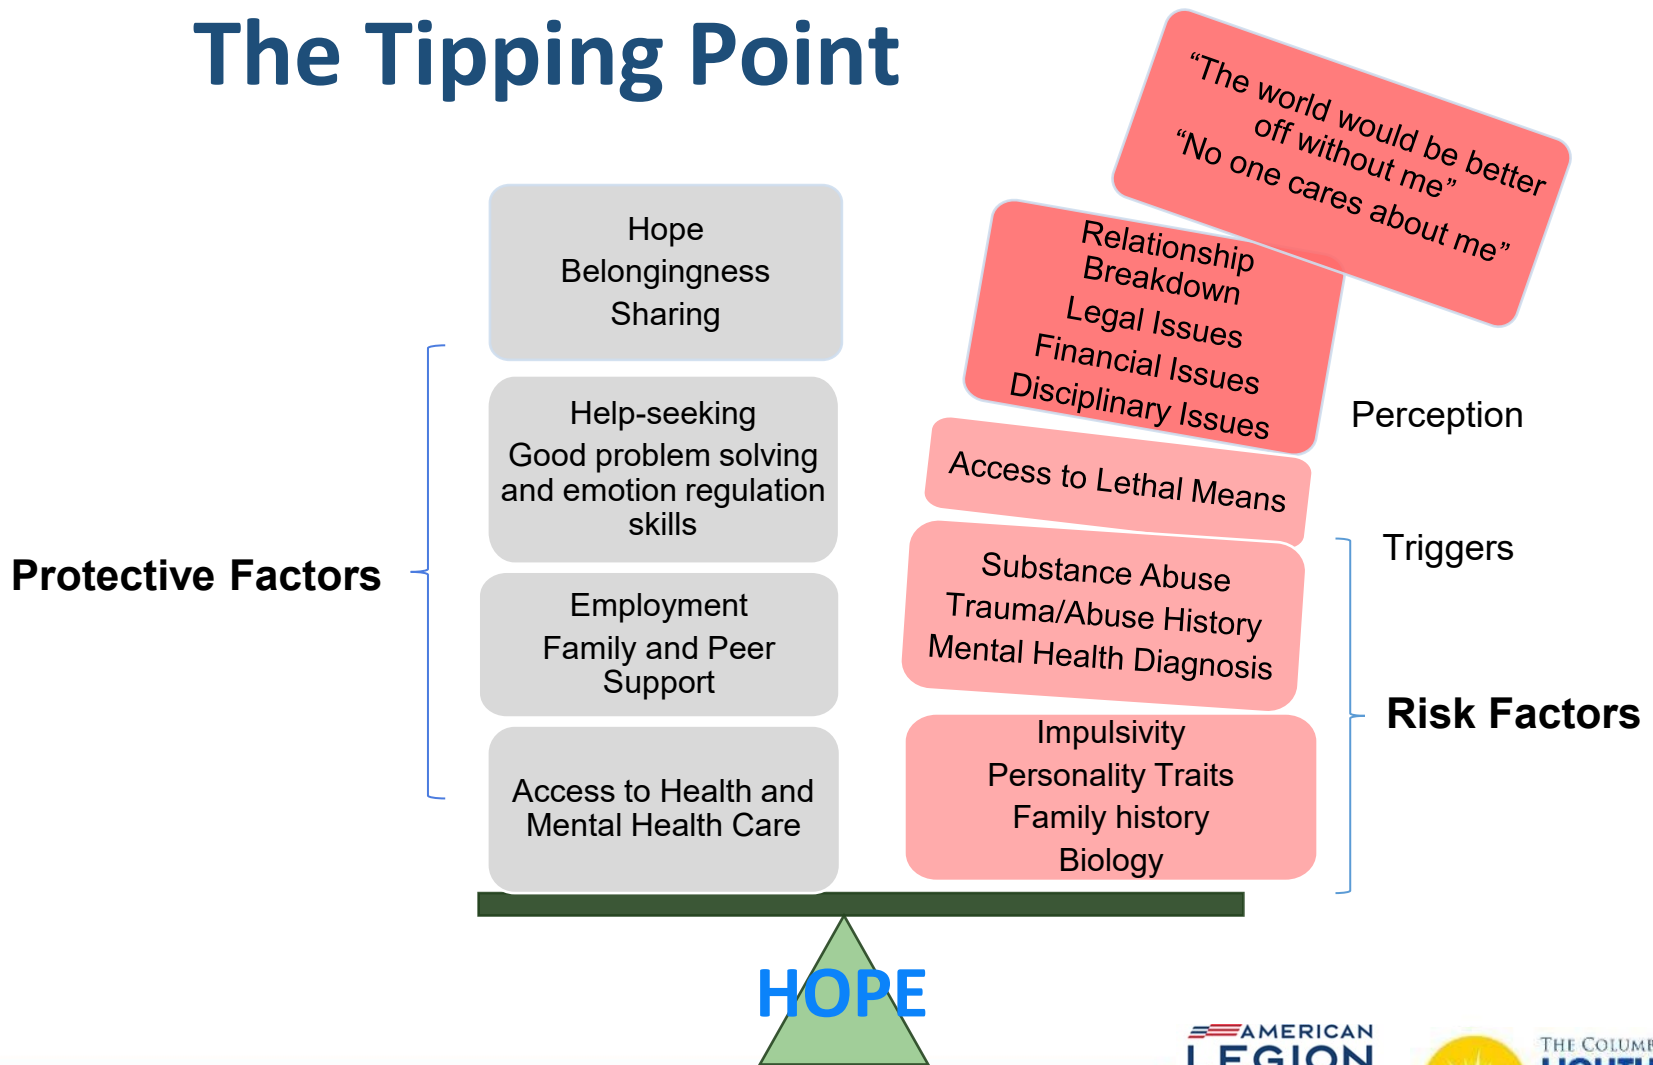 The Tipping Point
“The world would be better
off without me”
“No one cares about me”
Hope
Belongingness
Sharing
Relationship
Breakdown
Legal Issues
Financial Issues
Disciplinary Issues
Help-seeking
Good problem solving
and emotion regulation
skills
Perception
Access to Lethal Means
Triggers
Protective Factors
Employment
Family and Peer
Support
Substance Abuse
Trauma/Abuse History
Mental Health Diagnosis
Risk Factors
Access to Health and
Mental Health Care
Impulsivity
Personality Traits
Family history
Biology
HOPE
AMERICAN
LEGION
THE